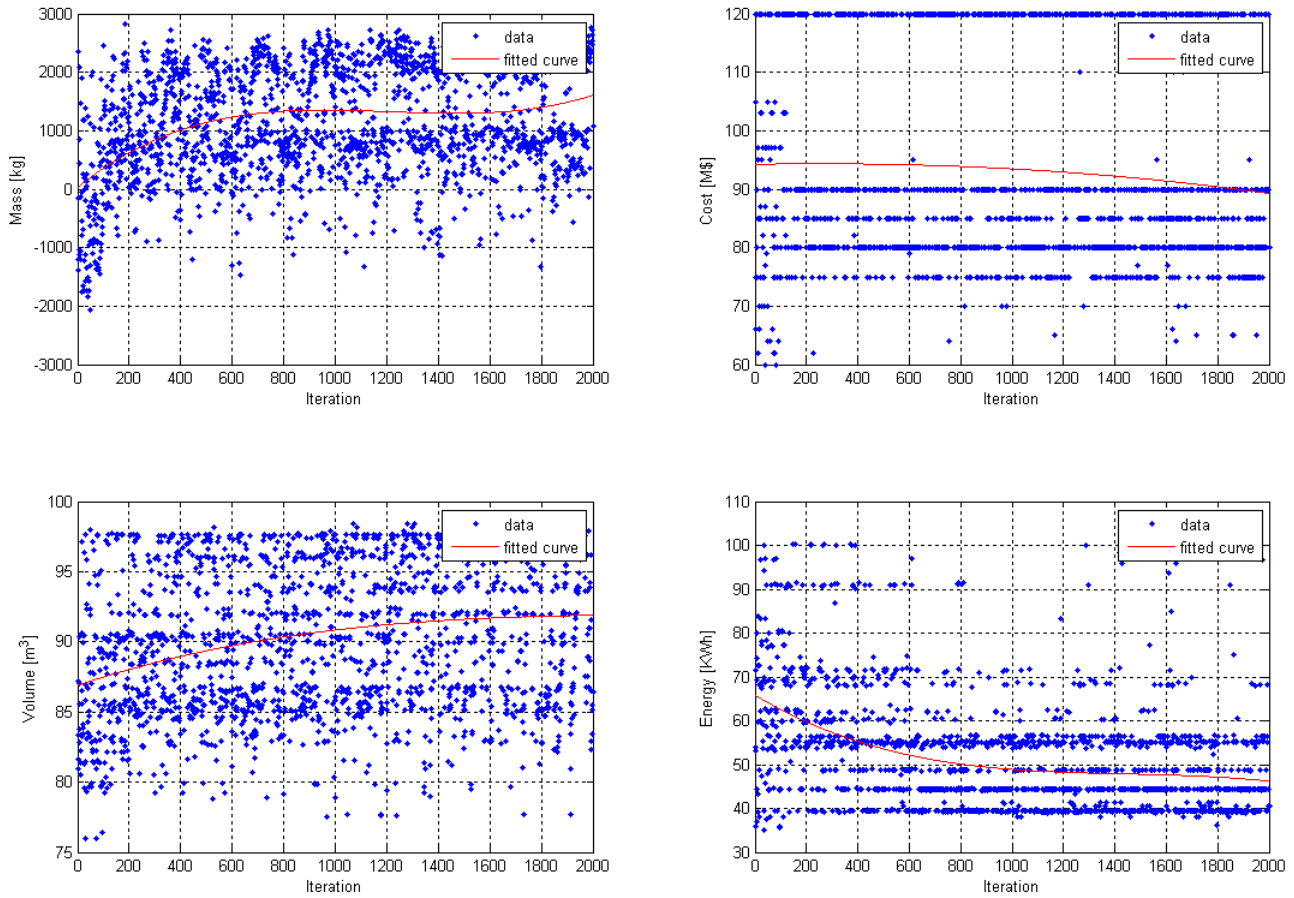 3000
2000
1000
0
-1000
-2000
-3000
Mass [kg]
data
fitted curve
0 200 400 600 800 1000 1200 1400 1600 1800 2000
Iteration
120
110
100
90
80
70
60
Cost [M$]
data
fitted curve
0 200 400 600 800 1000 1200 1400 1600 1800 2000
Iteration
100
95
90
85
80
75
Volume [m³]
data
fitted curve
0 200 400 600 800 1000 1200 1400 1600 1800 2000
Iteration
110
100
90
80
70
60
50
40
30
Energy [KWh]
data
fitted curve
0 200 400 600 800 1000 1200 1400 1600 1800 2000
Iteration